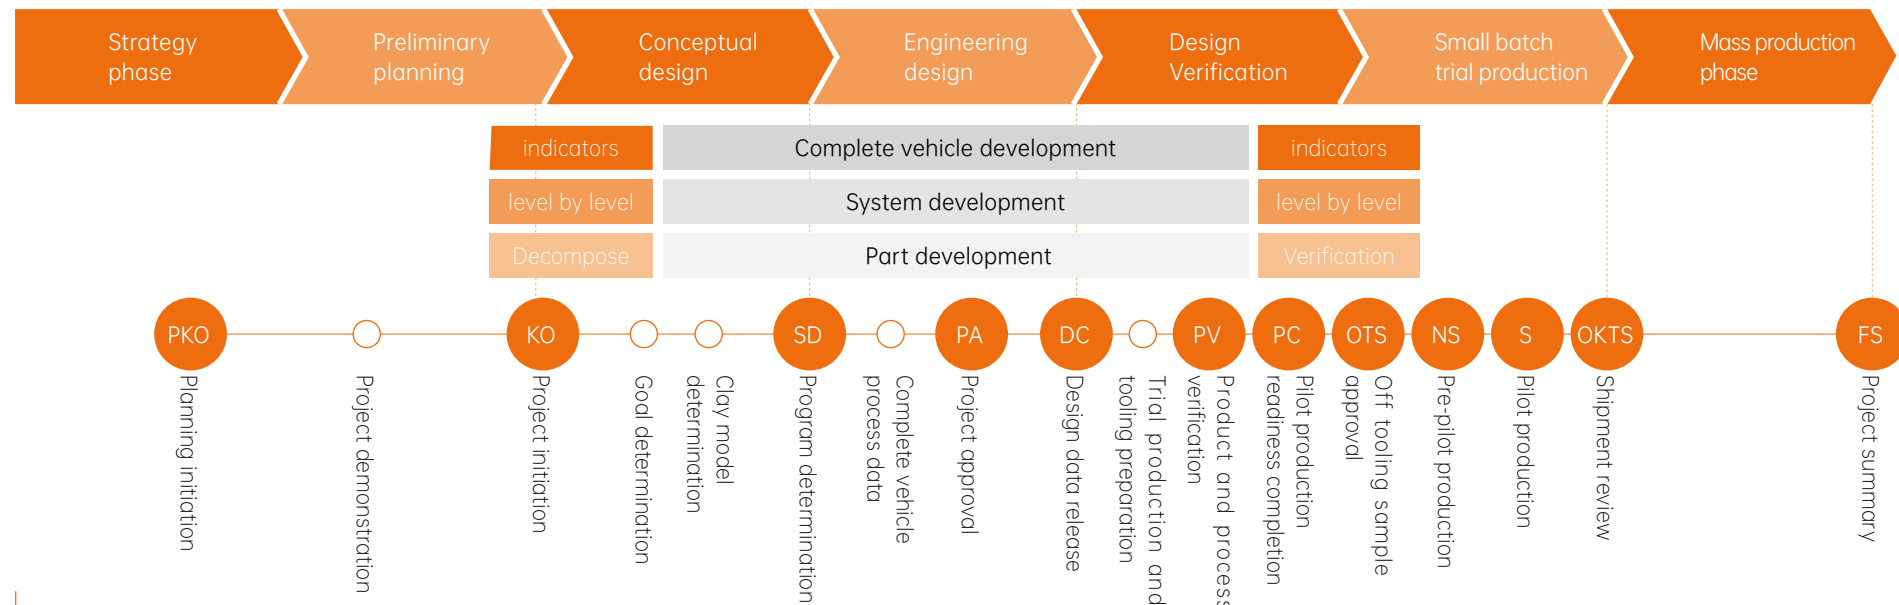 Strategy
phase
Preliminary
planning
Conceptual
design
Engineering
design
Design
Verification
Small batch
trial production
Mass production
phase
indicators
Complete vehicle development
indicators
level by level
System development
level by level
Decompose
Part development
Verification
PKO
KO
SD
PA
DC
PV
PC
OTS
NS
S
OKTS
FS
Planning initiation
Project demonstration
Project initiation
Goal determination
Clay model
determination
Program determination
Complete vehicle
process data
Project approval
Design data release
Trial production and
tooling preparation
Product and process
verification
Pilot production
readiness completion
Off tooling sample
approval
Pre-pilot production
Pilot production
Shipment review
Project summary